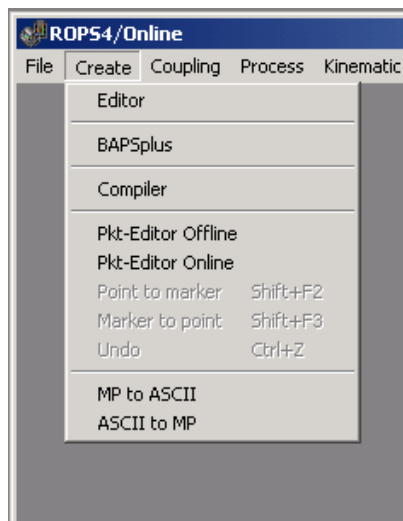 ROPS4/Online
File Create Coupling Process Kinematic
Editor
BAPSplus
Compiler
Pkt-Editor Offline
Pkt-Editor Online
Point to marker Shift+F2
Marker to point Shift+F3
Undo Ctrl+Z
MP to ASCII
ASCII to MP